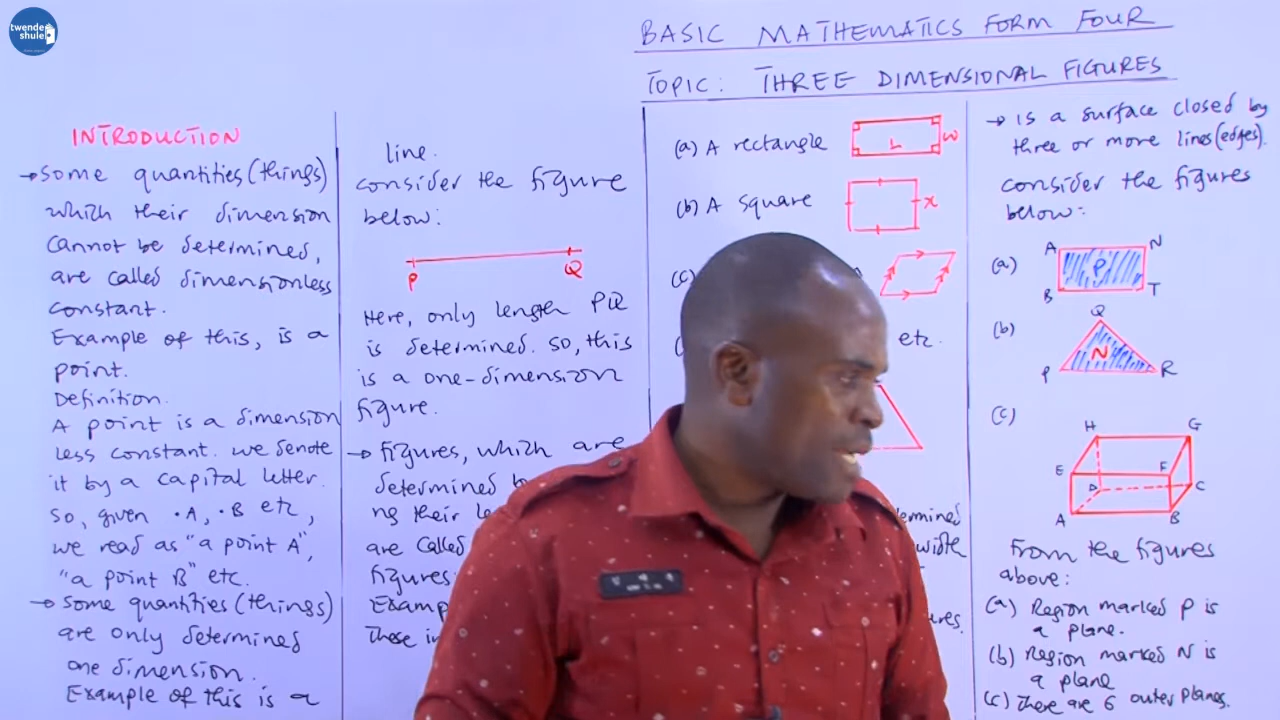 twende
shule
BASIC MATHEMATICS FORM FOUR
TOPIC: THREE DIMENSIONAL FIGURES
INTRODUCTION
→ Some quantities (things)
which their dimension
cannot be determined,
are called dimensionless
constant.
Example of this, is a
point.
Definition.
A point is a dimension
less constant. we denote
it by a capital letter.
So, given •A, •B etc,
we read as "a point A",
"a point B" etc.
→ Some quantities (things)
are only determined
one dimension.
Example of this is a
line.
consider the figure
below:
P Q
Here, only length PQ
is determined. so, this
is a one-dimension
figure.
→ figures, which are
determined
ng their
are called
figures
These
(a) A rectangle L W
(b) A square x
(c)
etc.
width
(→ is a surface closed by
three or more lines (edges).
consider the figures
below:
(a) A N P B T
(b) Q N P R
(c) H G E F D C A B
From the figures
above:
(a) Region marked P is
a plane.
(b) Region marked N is
a plane
(c) There are 6 outer planes.